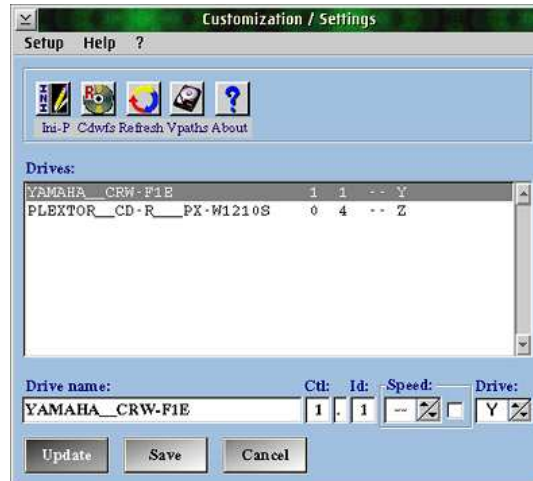 Customization / Settings
Setup Help ?
INI R ?
Ini-P Cdwfs Refresh Vpaths About
Drives:
YAMAHA__CRW-F1E 1 1 -- Y
PLEXTOR__CD-R___PX-W1210S 0 4 -- Z
Drive name: Ctl: Id: Speed: Drive:
YAMAHA__CRW-F1E 1 . 1 -- Y
Update Save Cancel